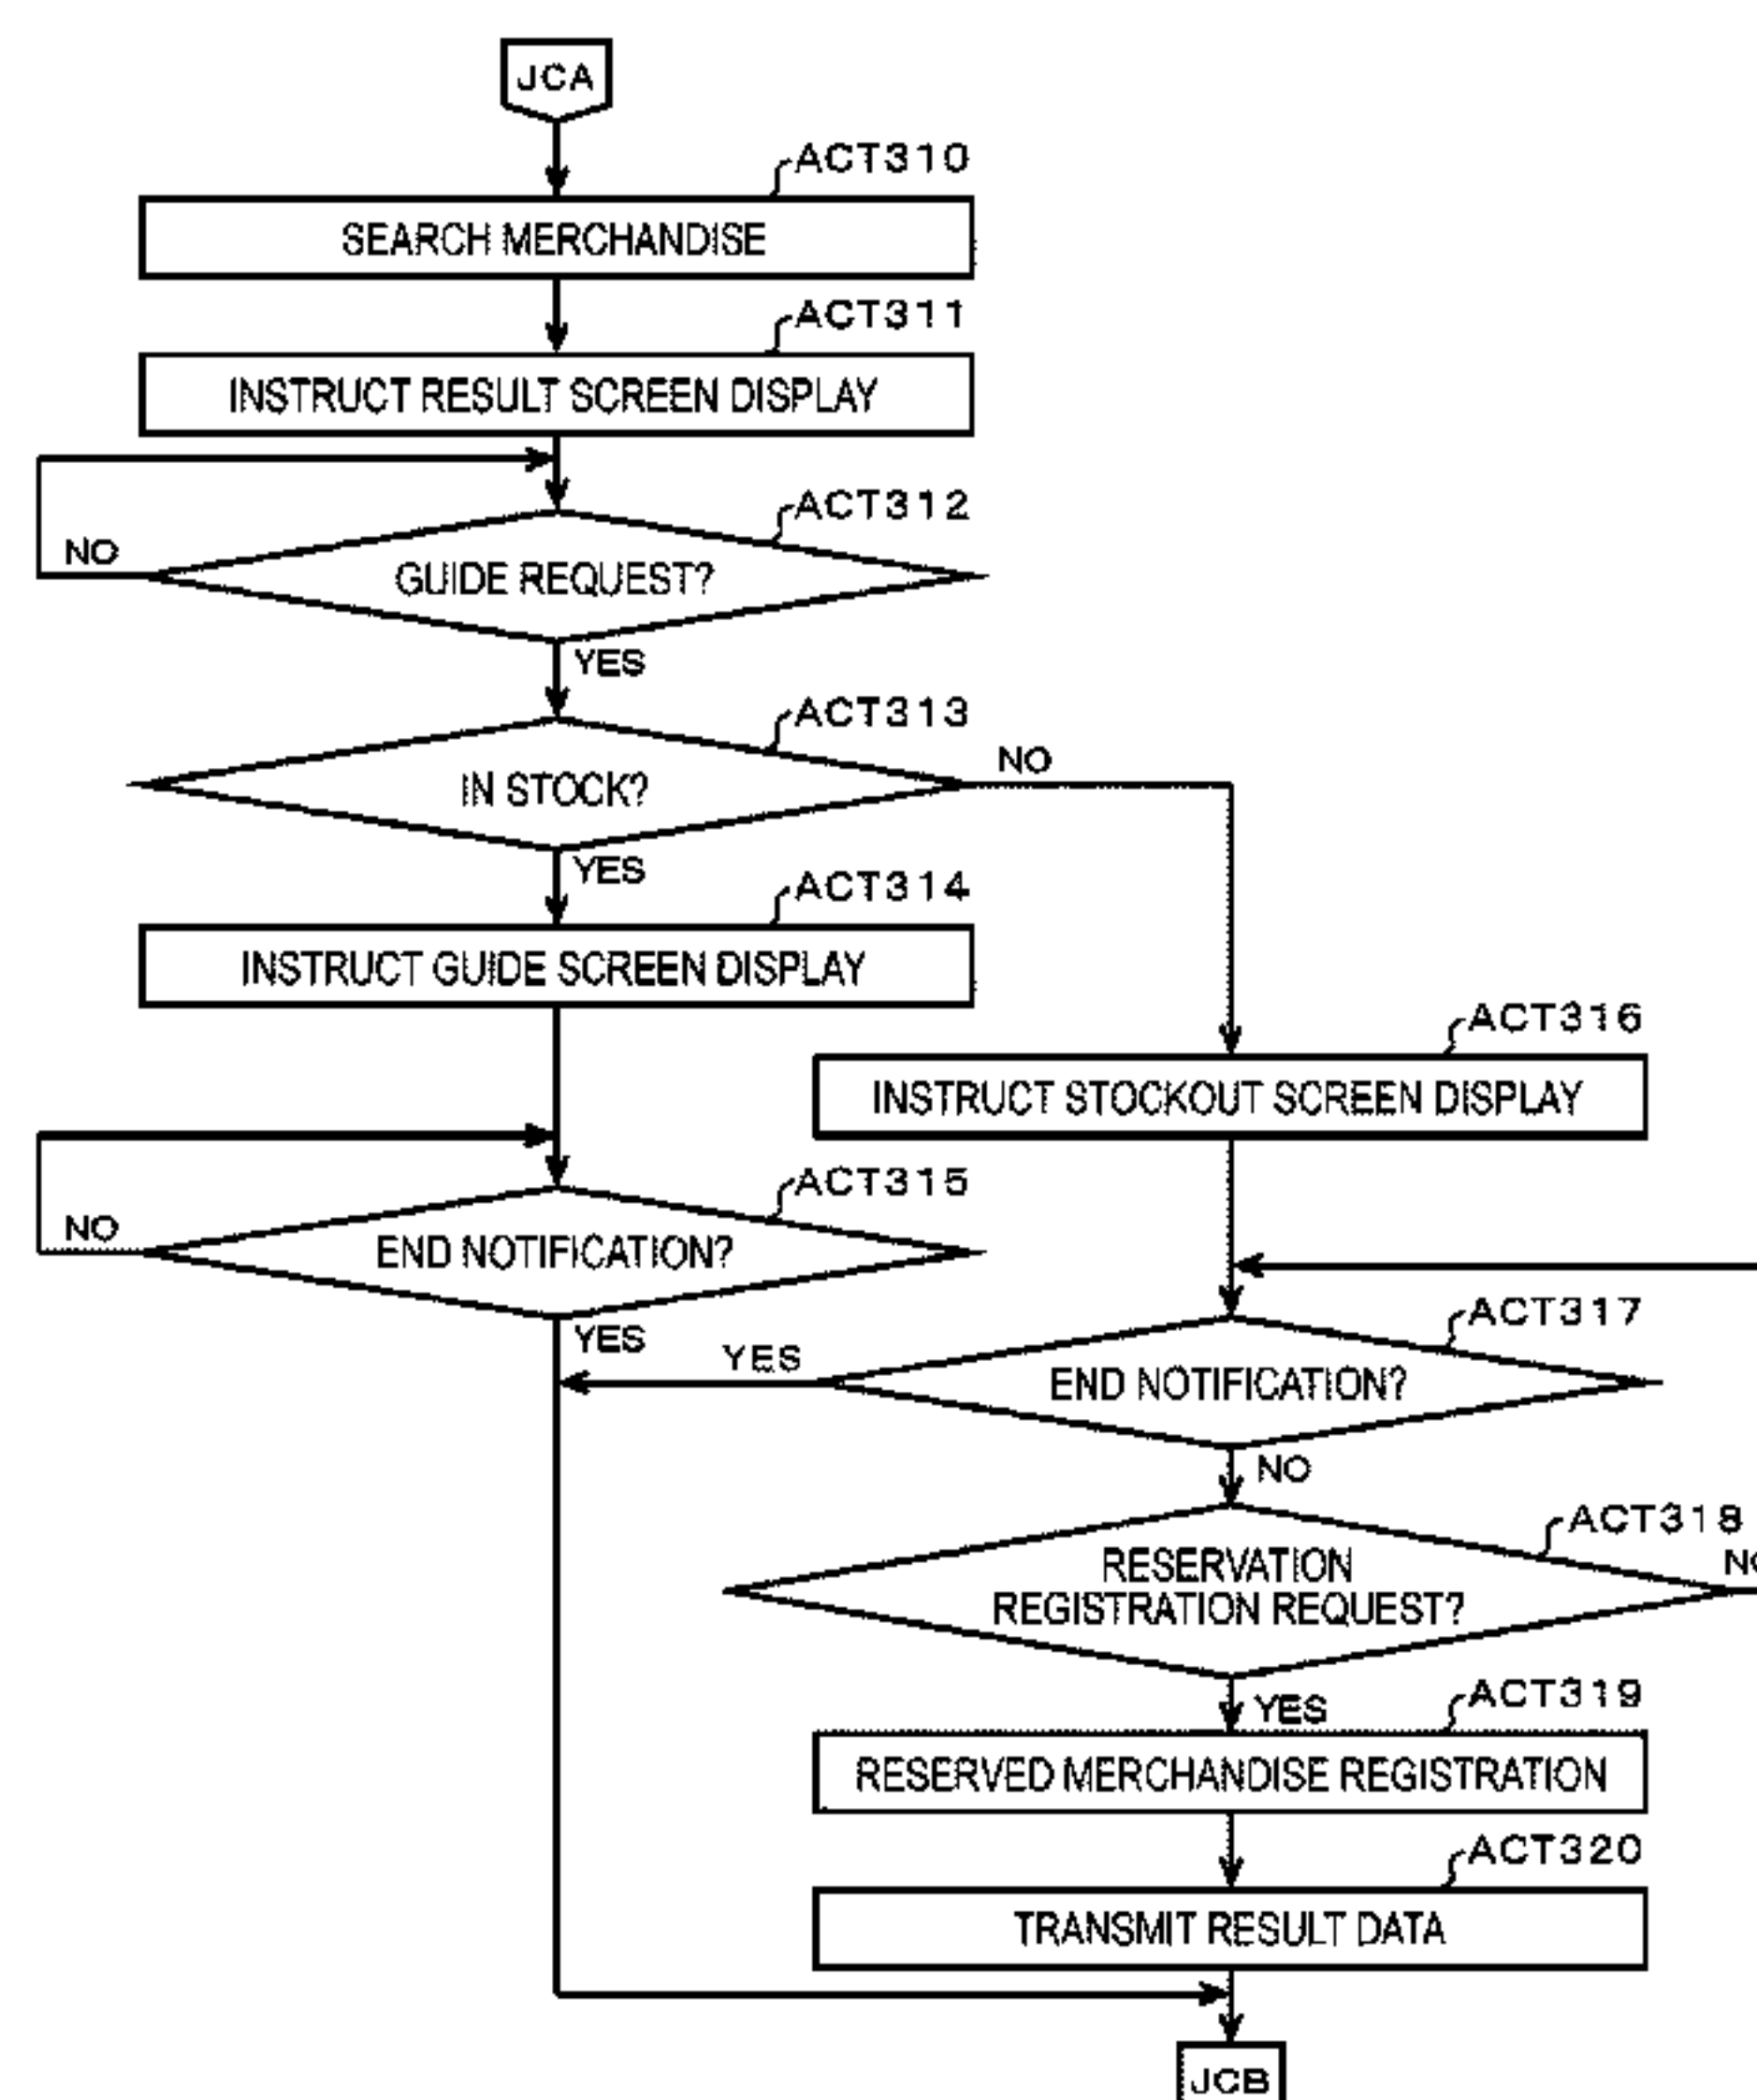 JCA
ACT310
SEARCH MERCHANDISE
ACT311
INSTRUCT RESULT SCREEN DISPLAY
ACT312
NO
GUIDE REQUEST?
YES
ACT313
NO
IN STOCK?
YES
ACT314
INSTRUCT GUIDE SCREEN DISPLAY
ACT316
INSTRUCT STOCKOUT SCREEN DISPLAY
ACT315
NO
END NOTIFICATION?
YES
ACT317
YES
END NOTIFICATION?
NO
ACT318
NO
RESERVATION
REGISTRATION REQUEST?
YES
ACT319
RESERVED MERCHANDISE REGISTRATION
ACT320
TRANSMIT RESULT DATA
JCB